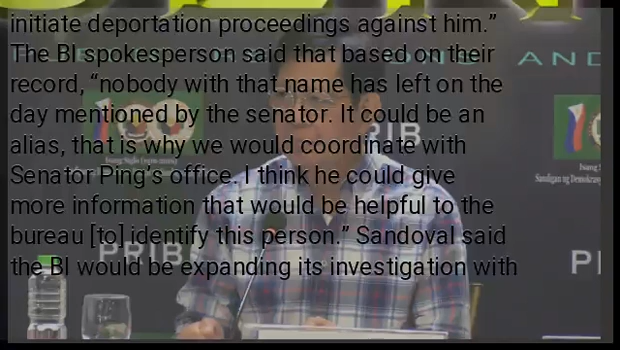 initiate deportation proceedings against him.”
The BI spokesperson said that based on their
record, “nobody with that name has left on the
day mentioned by the senator. It could be an
alias, that is why we would coordinate with
Senator Ping’s office. I think he could give
more information that would be helpful to the
bureau [to] identify this person.” Sandoval said
the BI would be expanding its investigation with
AND
PRIB
PRIB
P